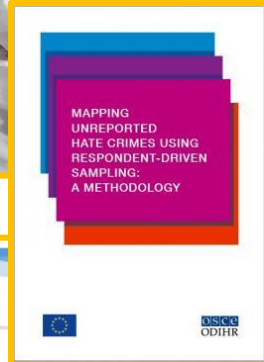 MAPPING
UNREPORTED
HATE CRIMES USING
RESPONDENT-DRIVEN
SAMPLING:
A METHODOLOGY
OSCE
ODIHR